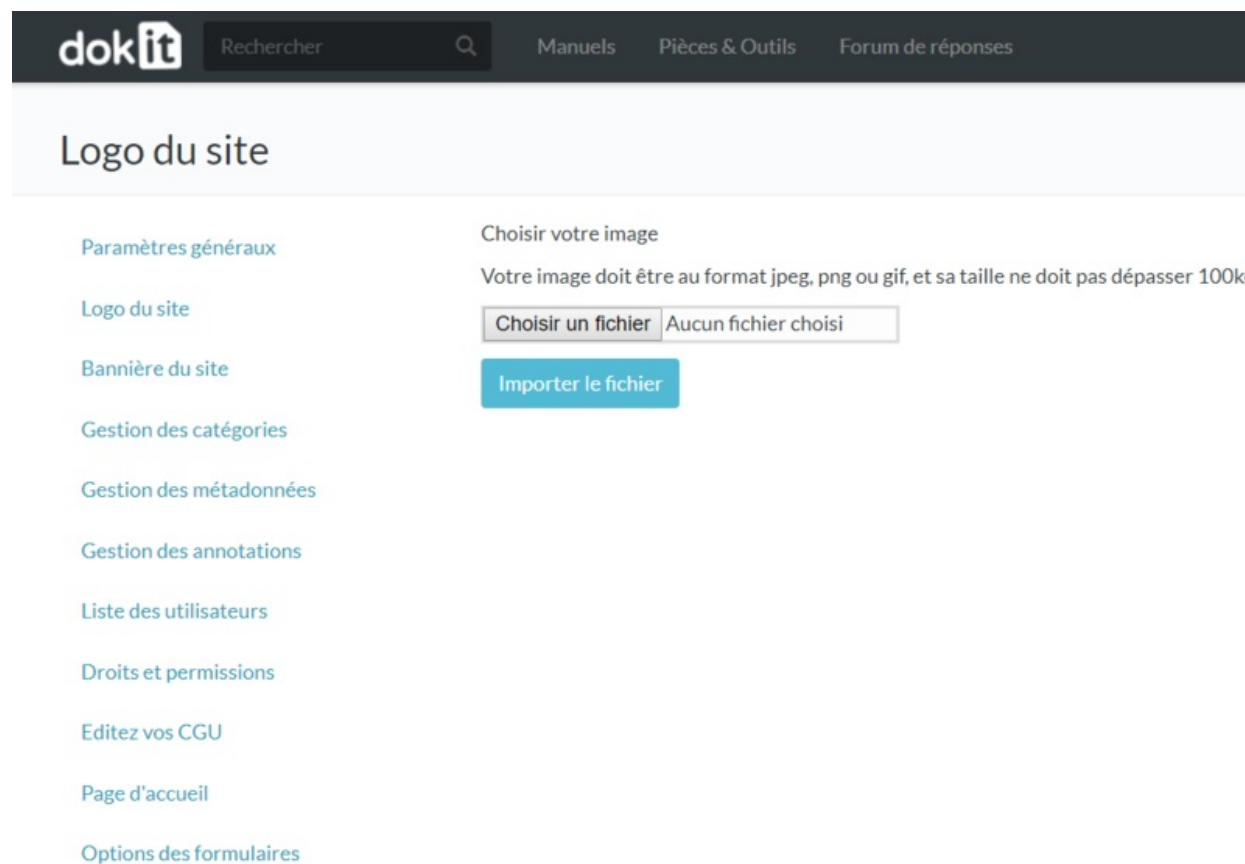 dokit
Rechercher
Manuels
Pièces & Outils
Forum de réponses
Logo du site
Paramètres généraux
Logo du site
Bannière du site
Gestion des catégories
Gestion des métadonnées
Gestion des annotations
Liste des utilisateurs
Droits et permissions
Editez vos CGU
Page d'accueil
Options des formulaires
Choisir votre image
Votre image doit être au format jpeg, png ou gif, et sa taille ne doit pas dépasser
Choisir un fichier Aucun fichier choisi
Importer le fichier